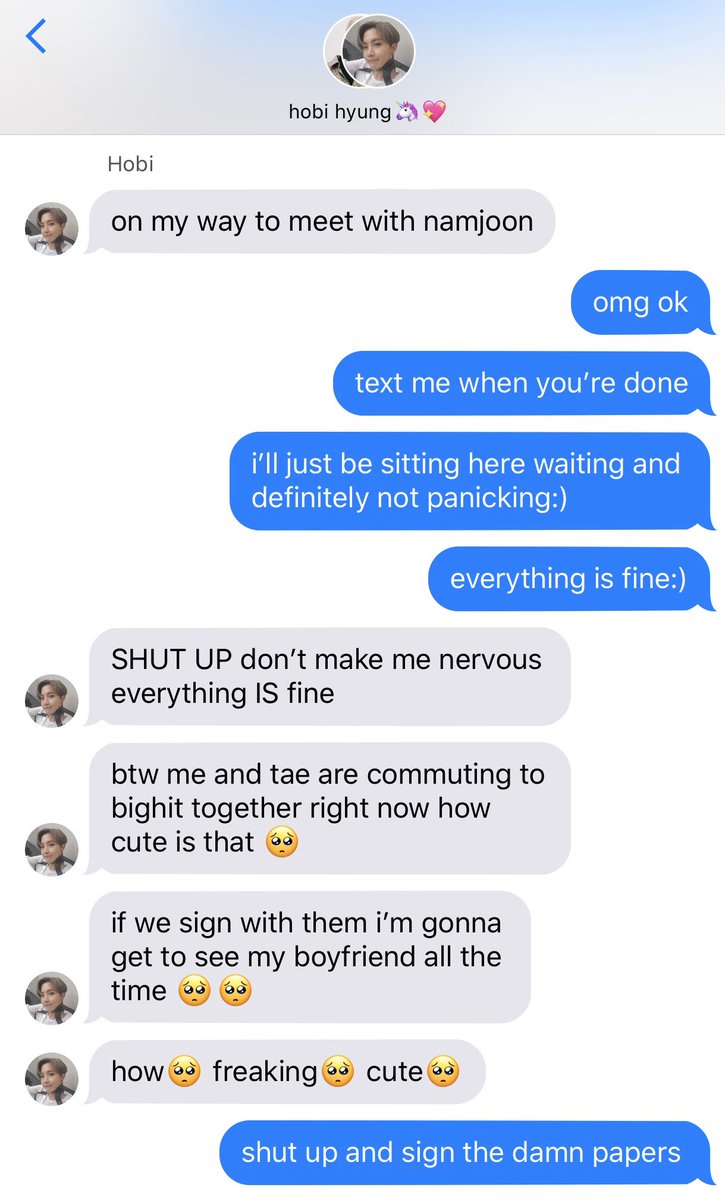 hobi hyung🦄💖
Hobi
on my way to meet with namjoon
omg ok
text me when you’re done
i’ll just be sitting here waiting and
definitely not panicking:)
everything is fine:)
SHUT UP don’t make me nervous
everything IS fine
btw me and tae are commuting to
bighit together right now how
cute is that 🥺
if we sign with them i’m gonna
get to see my boyfriend all the
time 🥺 🥺
how🥺 freaking🥺 cute🥺
shut up and sign the damn papers